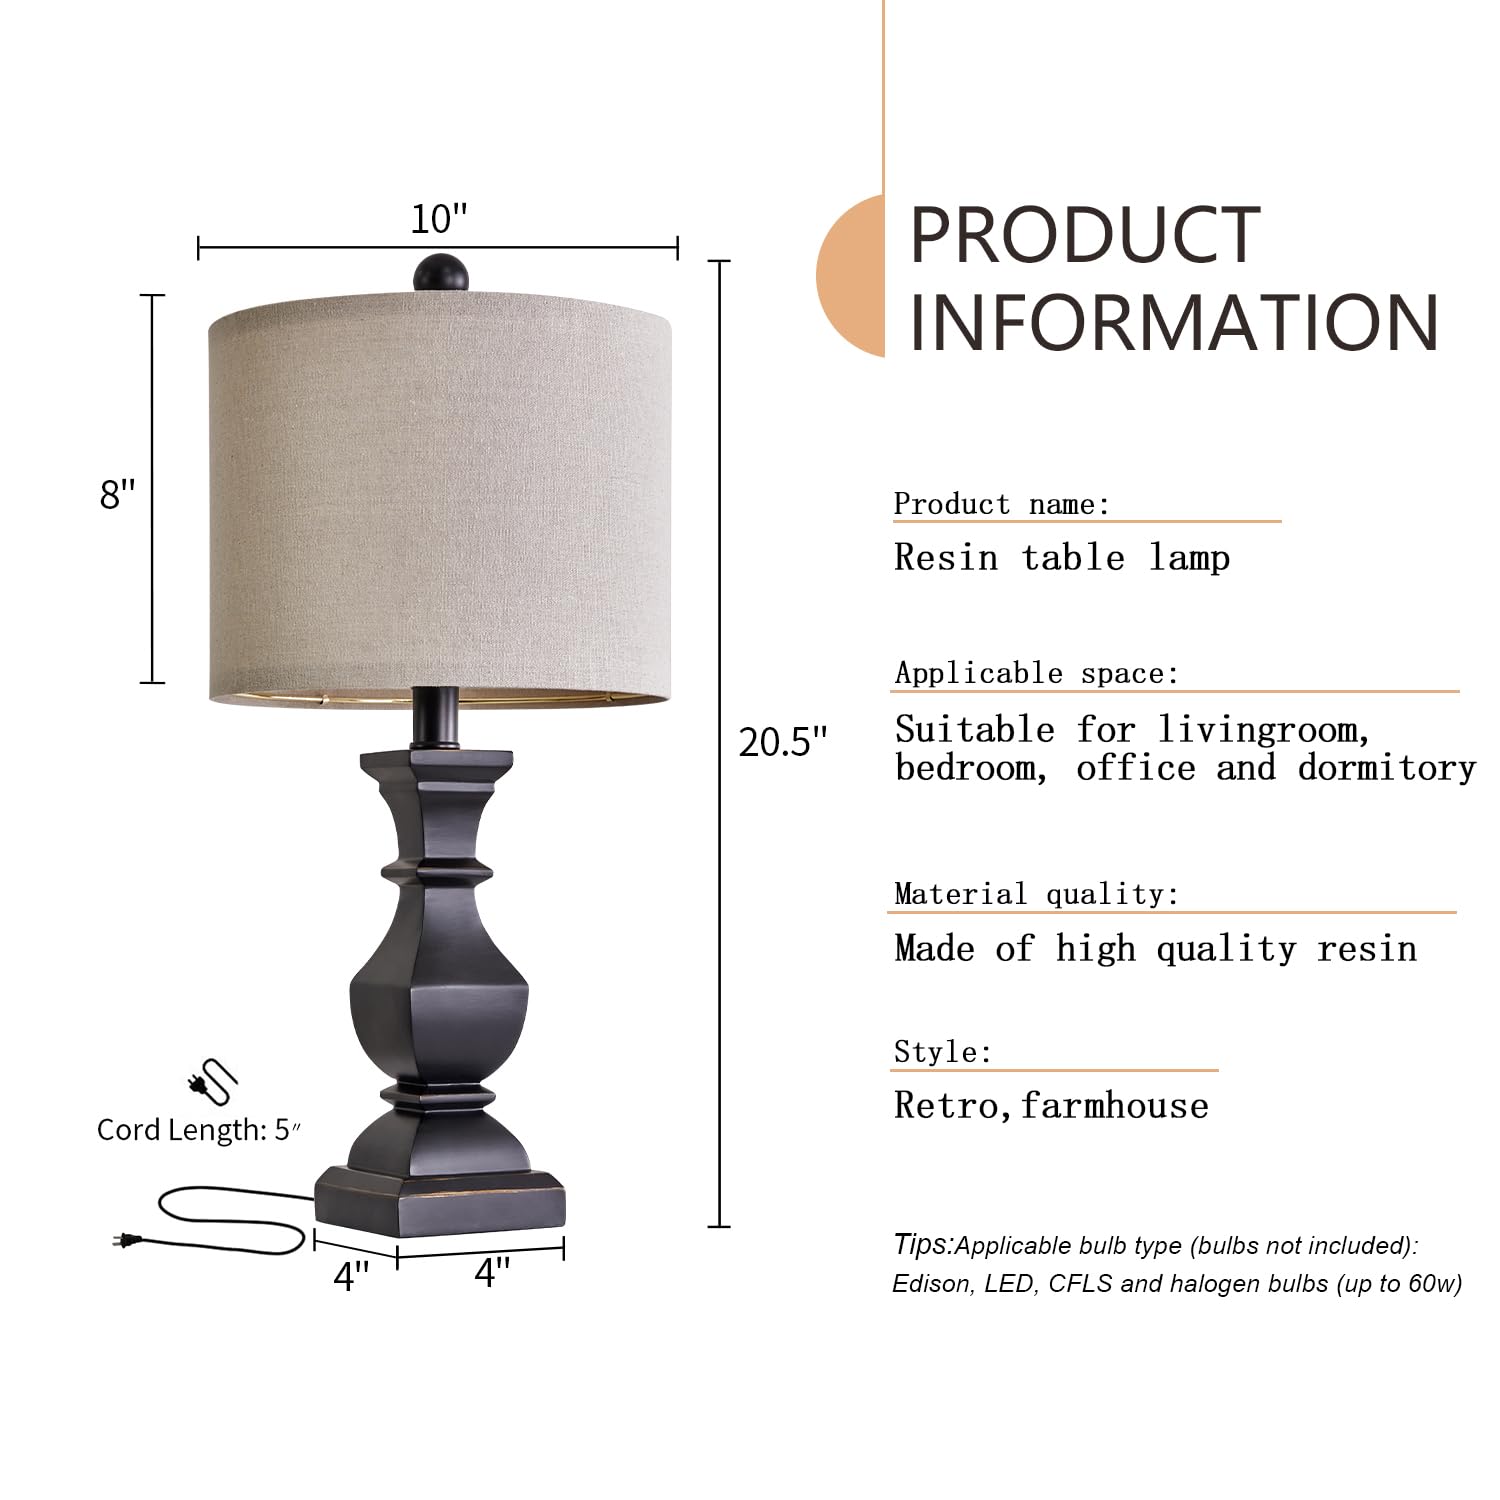 PRODUCT
INFORMATION
10"
8"
20.5"
Cord Length: 5″
4"
4"
Product name:
Resin table lamp
Applicable space:
Suitable for livingroom,
bedroom, office and dormitory
Material quality:
Made of high quality resin
Style:
Retro,farmhouse
Tips:Applicable bulb type (bulbs not included):
Edison, LED, CFLS and halogen bulbs (up to 60w)